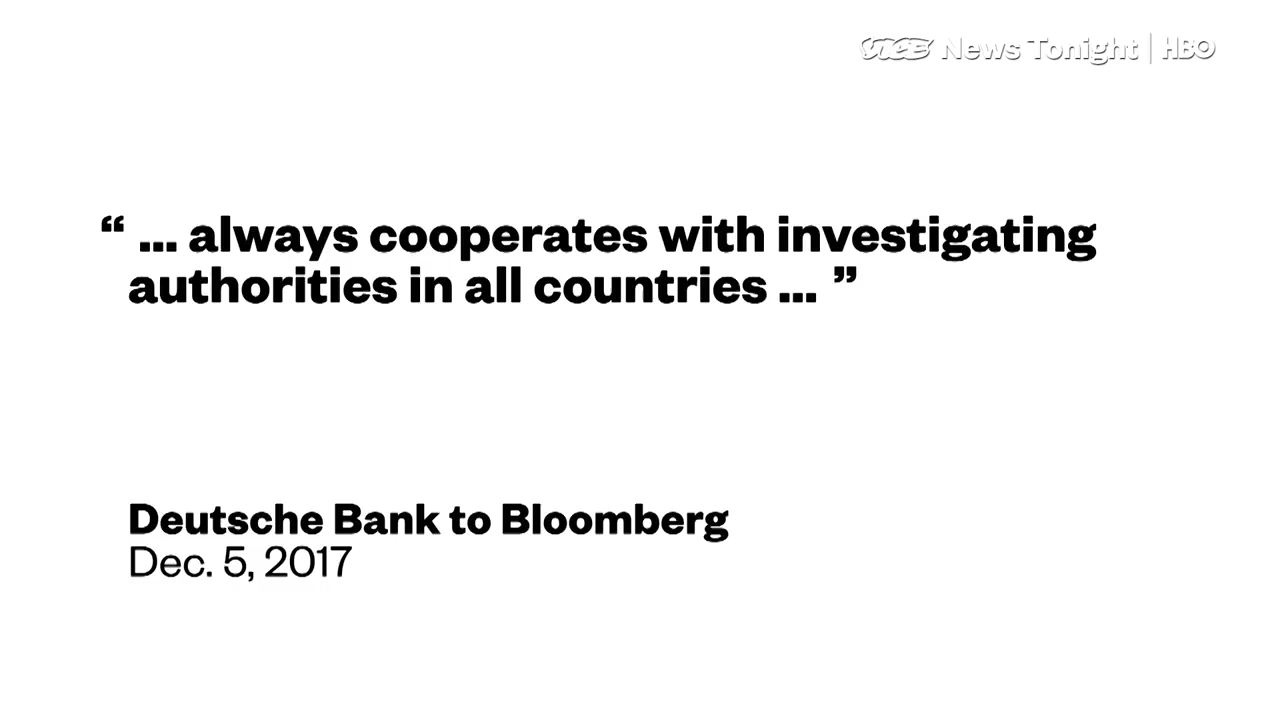 VICE News Tonight | HBO
“ ... always cooperates with investigating
authorities in all countries ... ”
Deutsche Bank to Bloomberg
Dec. 5, 2017